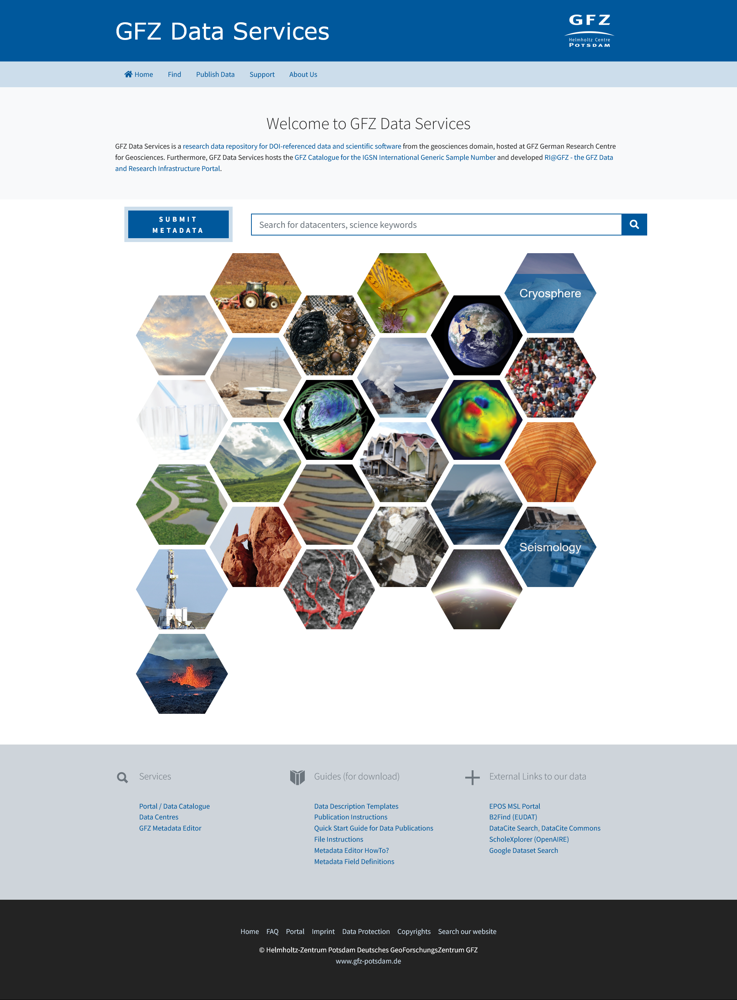 GFZ Data Services
GFZ
Helmholtz Centre
POTSDAM
Home Find Publish Data Support About Us
Welcome to GFZ Data Services
GFZ Data Services is a research data repository for DOI-referenced data and scientific software from the geosciences domain, hosted at GFZ German Research Centre
for Geosciences. Furthermore, GFZ Data Services hosts the GFZ Catalogue for the IGSN International Generic Sample Number and developed RI@GFZ - the GFZ Data
and Research Infrastructure Portal.
SUBMIT
METADATA
Search for datacenters, science keywords
Cryosphere
Seismology
Services
Portal / Data Catalogue
Data Centres
GFZ Metadata Editor
Guides (for download)
Data Description Templates
Publication Instructions
Quick Start Guide for Data Publications
File Instructions
Metadata Editor HowTo?
Metadata Field Definitions
External Links to our data
EPOS MSL Portal
B2Find (EUDAT)
DataCite Search, DataCite Commons
ScholeXplorer (OpenAIRE)
Google Dataset Search
Home FAQ Portal Imprint Data Protection Copyrights Search our website
© Helmholtz-Zentrum Potsdam Deutsches GeoForschungsZentrum GFZ
www.gfz-potsdam.de